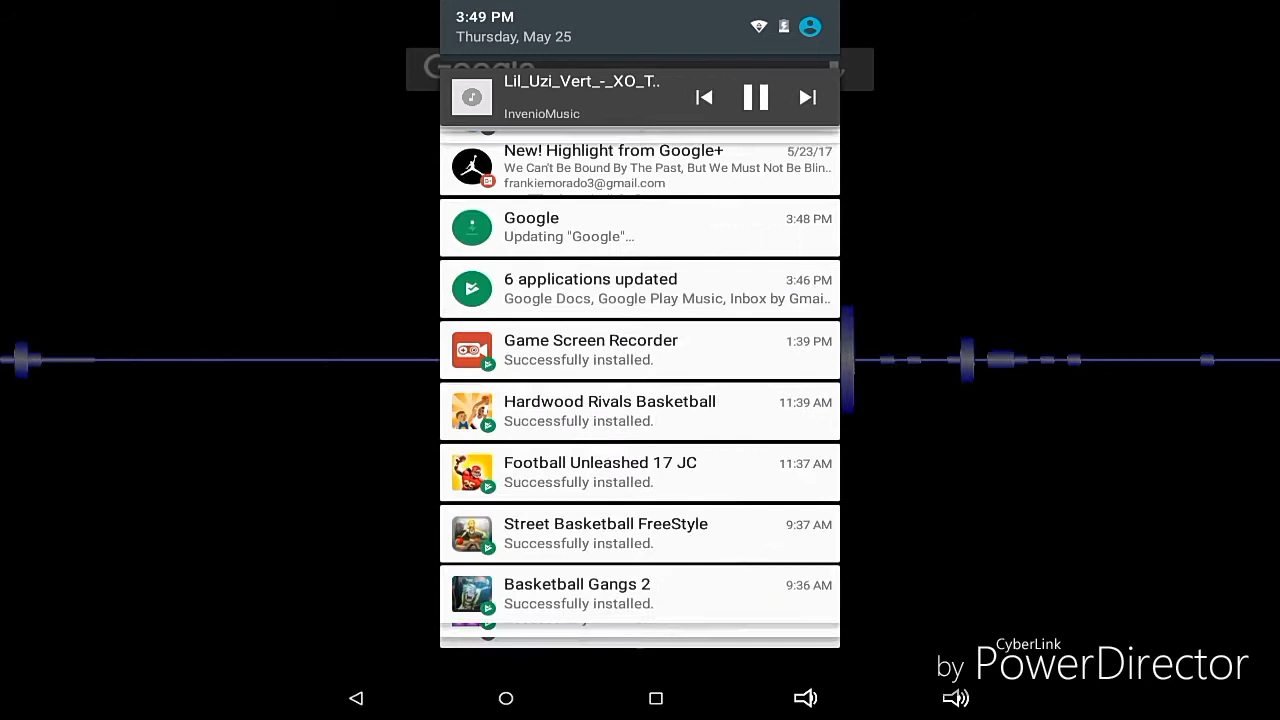 3:49 PM
Thursday, May 25
Google
Lil_Uzi_Vert_-_XO_T..
InvenioMusic
New! Highlight from Google+ 5/23/17
We Can't Be Bound By The Past, But We Must Not Be Blin..
frankiemorado3@gmail.com
Google 3:48 PM
Updating "Google"...
6 applications updated 3:46 PM
Google Docs, Google Play Music, Inbox by Gmai..
Game Screen Recorder 1:39 PM
Successfully installed.
Hardwood Rivals Basketball 11:39 AM
Successfully installed.
Football Unleashed 17 JC 11:37 AM
Successfully installed.
Street Basketball FreeStyle 9:37 AM
Successfully installed.
Basketball Gangs 2 9:36 AM
Successfully installed.
CyberLink
by PowerDirector